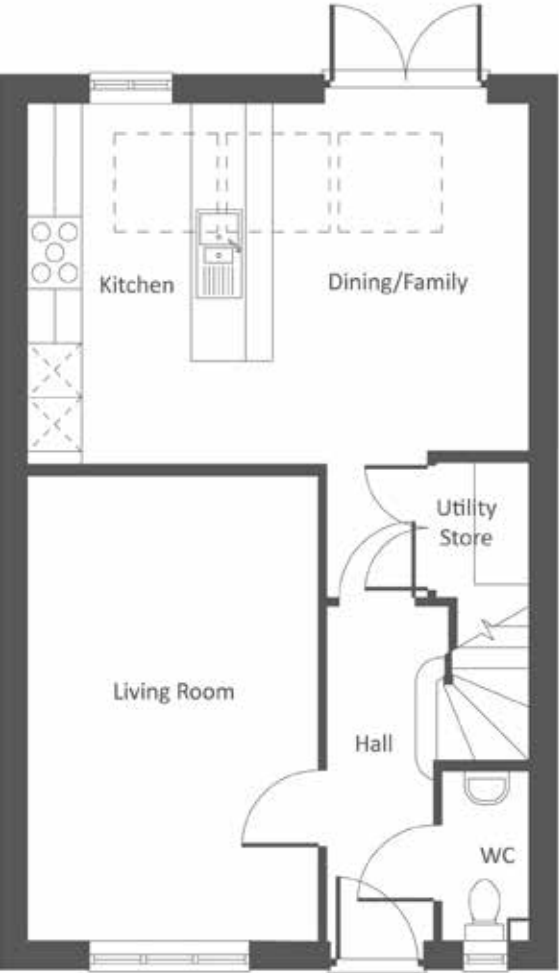 Kitchen
Dining/Family
Utility
Store
Living Room
Hall
WC